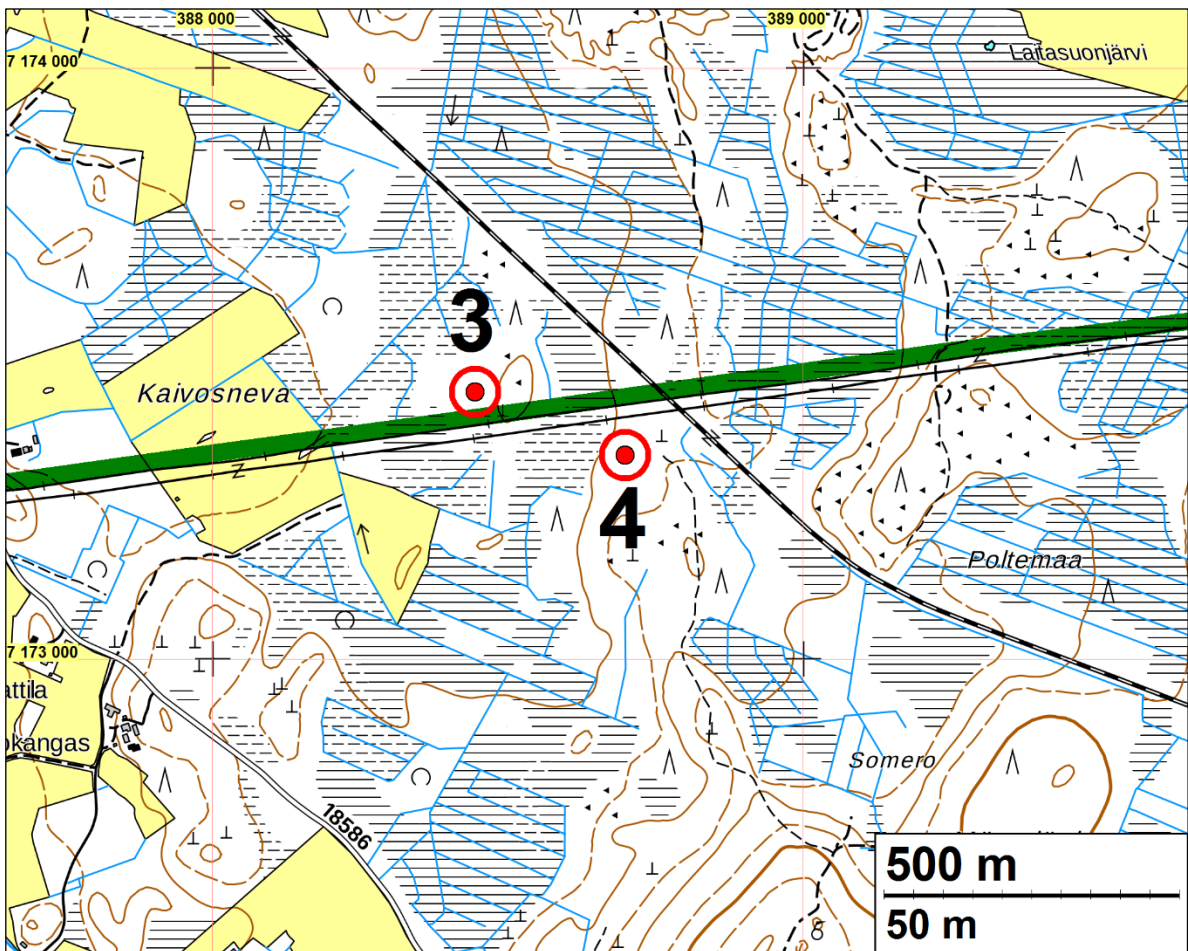 388 000
389 000
7 174 000
Laitasuonjärvi
3
Kaivosneva
4
Poltemaa
7 173 000
attila
okangas
Somero
18586
500 m
50 m